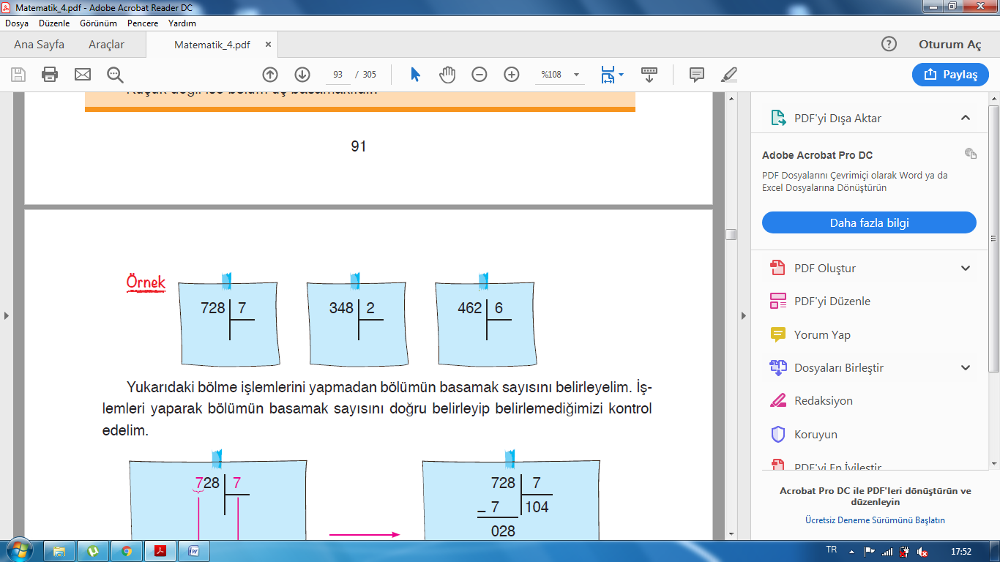 Matematik_4.pdf - Adobe Acrobat Reader DC
Dosya Düzenle Görünüm Pencere Yardım
Ana Sayfa Araçlar Matematik_4.pdf × ? Oturum Aç
93 / 305 %108 Paylaş
91
Örnek
728 7 348 2 462 6
Yukarıdaki bölme işlemlerini yapmadan bölümün basamak sayısını belirleyelim. İş-
lemleri yaparak bölümün basamak sayısını doğru belirleyip belirlemediğimizi kontrol
edelim.
728 7
728 7
– 7 104
028
PDF'yi Dışa Aktar
Adobe Acrobat Pro DC
PDF Dosyalarını Çevrimiçi olarak Word ya da
Excel Dosyalarına Dönüştürün
Daha fazla bilgi
PDF Oluştur
PDF'yi Düzenle
Yorum Yap
Dosyaları Birleştir
Redaksiyon
Koruyun
PDF'yi En İyileştir
Acrobat Pro DC ile PDF'leri dönüştürün ve
düzenleyin
Ücretsiz Deneme Sürümünü Başlatın
TR 17:52